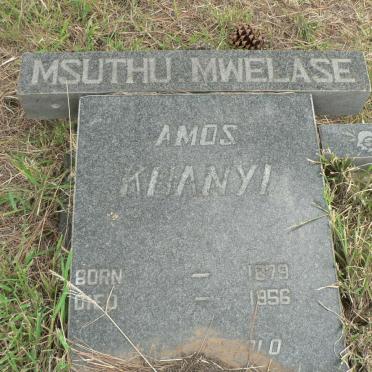 MSUTHU MWELASE
AMOS
KHANYI
BORN - 1879
DIED - 1956